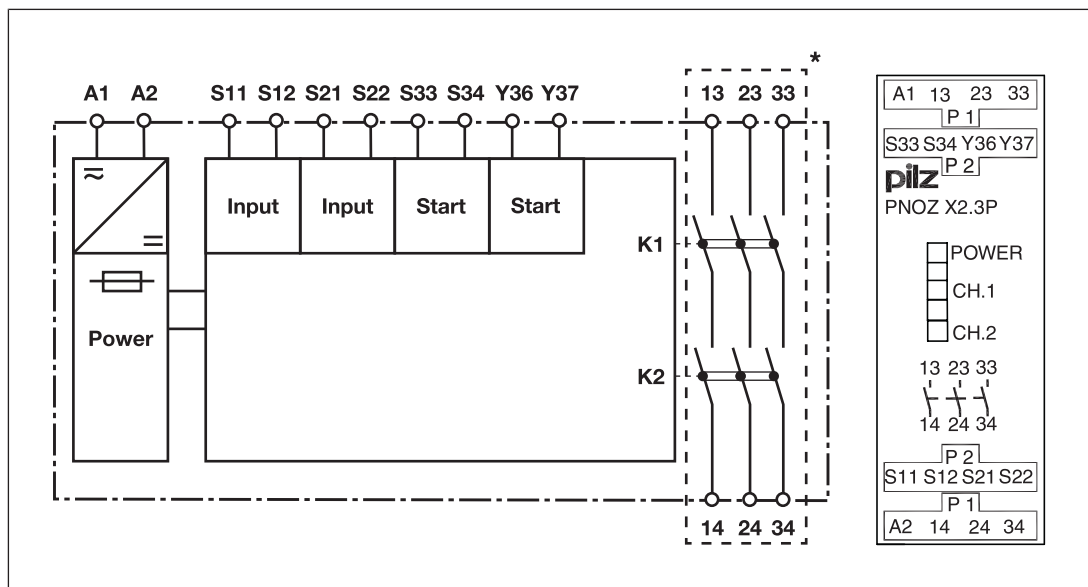 *
A1 A2 S11 S12 S21 S22 S33 S34 Y36 Y37 13 23 33
Input Input Start Start
K1
Power
K2
14 24 34
A1 13 23 33
P 1
S33 S34 Y36 Y37
P 2
pilz
PNOZ X2.3P
POWER
CH.1
CH.2
13 23 33
14 24 34
P 2
S11 S12 S21 S22
P 1
A2 14 24 34